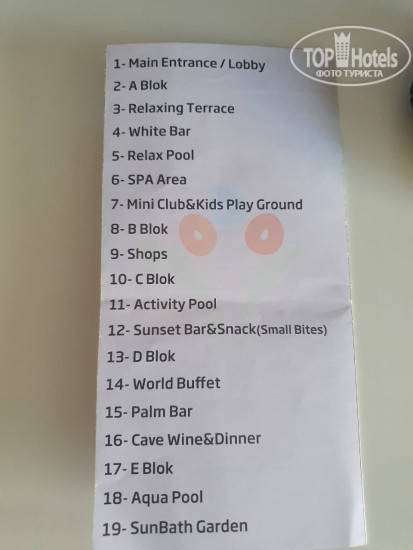 TOP Hotels
ФОТО ТУРИСТА
1- Main Entrance / Lobby
2- A Blok
3- Relaxing Terrace
4- White Bar
5- Relax Pool
6- SPA Area
7- Mini Club&Kids Play Ground
8- B Blok
9- Shops
10- C Blok
11- Activity Pool
12- Sunset Bar&Snack(Small Bites)
13- D Blok
14- World Buffet
15- Palm Bar
16- Cave Wine&Dinner
17- E Blok
18- Aqua Pool
19- SunBath Garden